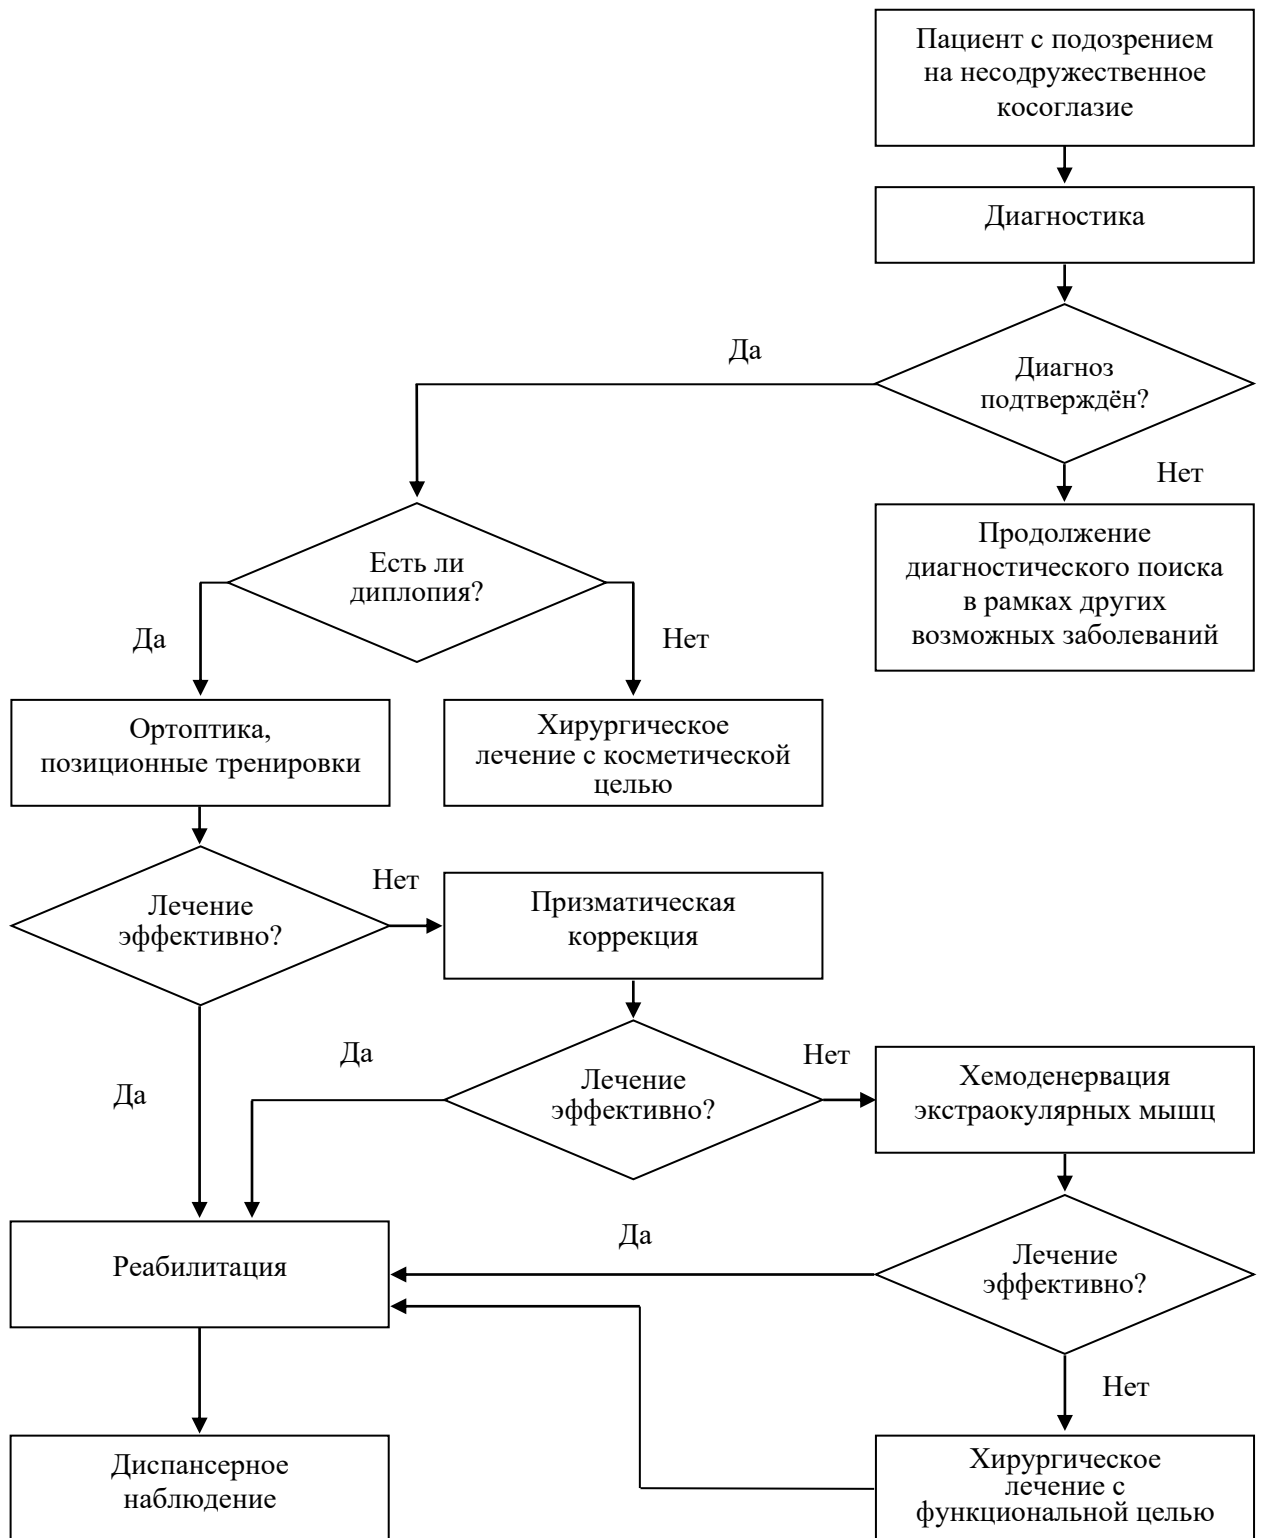 Пациент с подозрением
на несодружественное
косоглазие
Диагностика
Да
Диагноз
подтверждён?
Нет
Продолжение
диагностического поиска
в рамках других
возможных заболеваний
Есть ли
диплопия?
Да
Нет
Ортоптика,
позиционные тренировки
Хирургическое
лечение с косметической
целью
Лечение
эффективно?
Нет
Призматическая
коррекция
Да
Да
Лечение
эффективно?
Нет
Хемоденервация
экстраокулярных мышц
Реабилитация
Да
Лечение
эффективно?
Нет
Диспансерное
наблюдение
Хирургическое
лечение с
функциональной целью